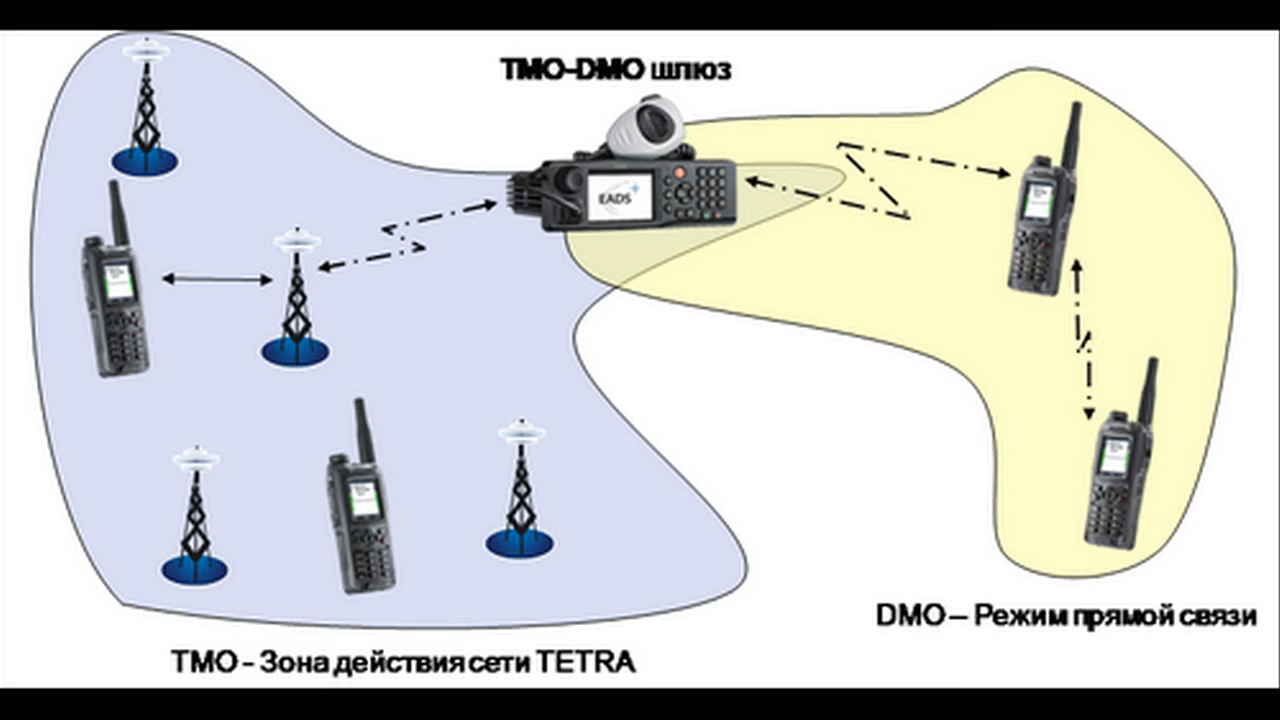 TMO-DMO шлюз
EADS
DMO – Режим прямой связи
TMO - Зона действия сети TETRA